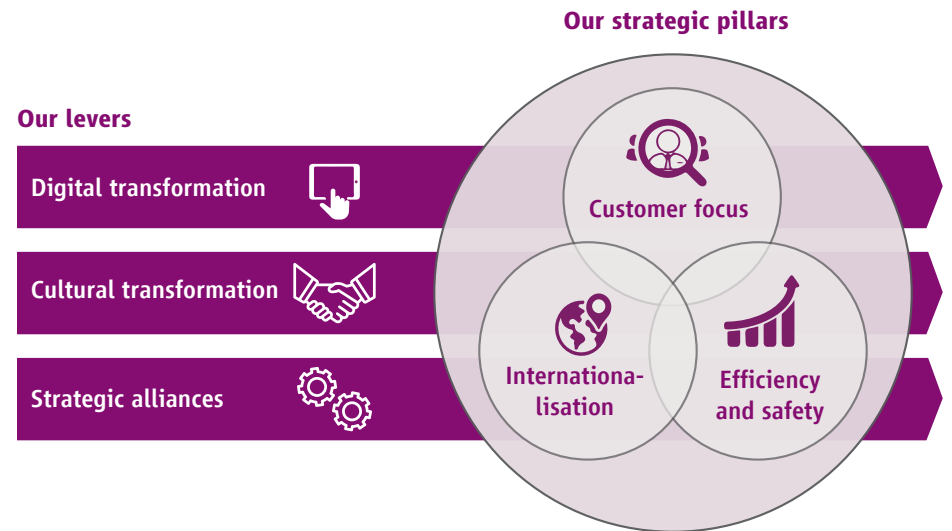 Our strategic pillars
Our levers
Digital transformation
Customer focus
Cultural transformation
Internationa-
lisation
Efficiency
and safety
Strategic alliances